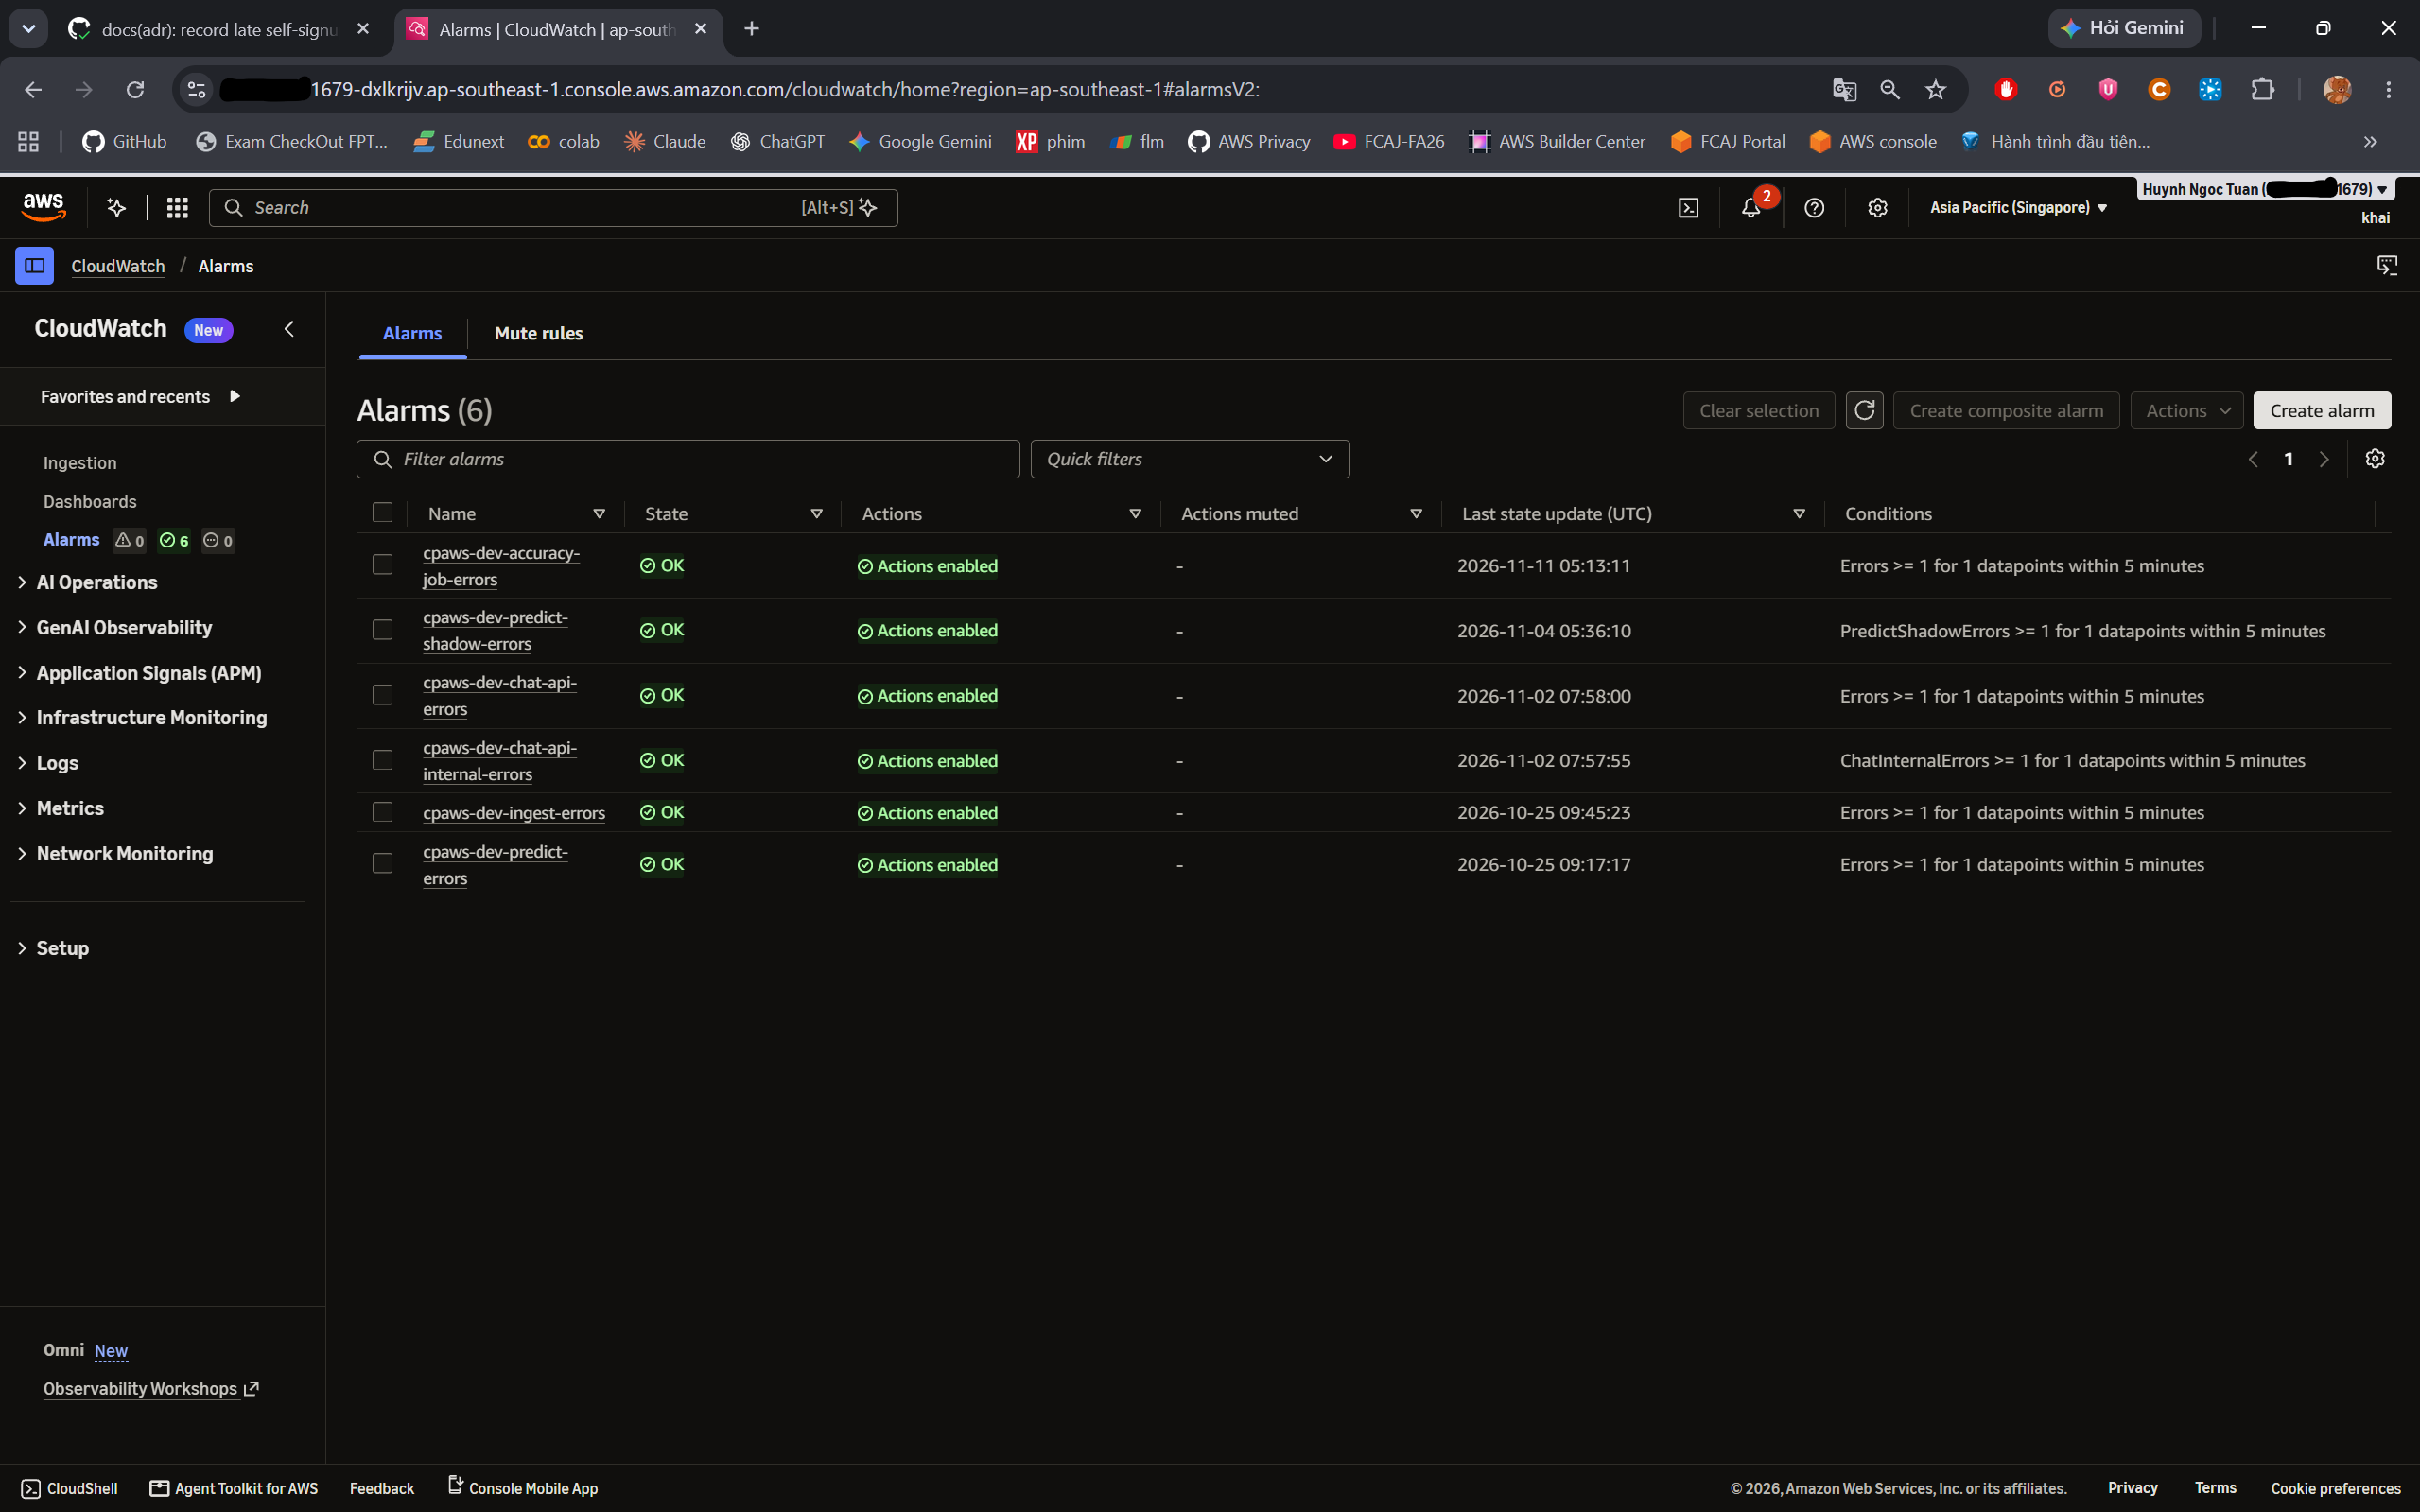 docs(adr): record late self-signu
Alarms | CloudWatch | ap-south
Hỏi Gemini
1679-dxlkrijv.ap-southeast-1.console.aws.amazon.com/cloudwatch/home?region=ap-southeast-1#alarmsV2:
GitHub
Exam CheckOut FPT...
Edunext
colab
Claude
ChatGPT
Google Gemini
XP phim
flm
AWS Privacy
FCAJ-FA26
AWS Builder Center
FCAJ Portal
AWS console
Hành trình đầu tiên...
aws
Search
[Alt+S]
2
Asia Pacific (Singapore)
Huynh Ngoc Tuan ( 1679)
khai
CloudWatch / Alarms
CloudWatch New
Favorites and recents
Ingestion
Dashboards
Alarms 0 6 0
AI Operations
GenAI Observability
Application Signals (APM)
Infrastructure Monitoring
Logs
Metrics
Network Monitoring
Setup
Omni New
Observability Workshops
Alarms
Mute rules
Alarms (6)
Clear selection
Create composite alarm
Actions
Create alarm
Filter alarms
Quick filters
1
Name State Actions Actions muted Last state update (UTC) Conditions
cpaws-dev-accuracy-
job-errors
OK Actions enabled - 2026-11-11 05:13:11 Errors >= 1 for 1 datapoints within 5 minutes
cpaws-dev-predict-
shadow-errors
OK Actions enabled - 2026-11-04 05:36:10 PredictShadowErrors >= 1 for 1 datapoints within 5 minutes
cpaws-dev-chat-api-
errors
OK Actions enabled - 2026-11-02 07:58:00 Errors >= 1 for 1 datapoints within 5 minutes
cpaws-dev-chat-api-
internal-errors
OK Actions enabled - 2026-11-02 07:57:55 ChatInternalErrors >= 1 for 1 datapoints within 5 minutes
cpaws-dev-ingest-errors OK Actions enabled - 2026-10-25 09:45:23 Errors >= 1 for 1 datapoints within 5 minutes
cpaws-dev-predict-
errors
OK Actions enabled - 2026-10-25 09:17:17 Errors >= 1 for 1 datapoints within 5 minutes
CloudShell
Agent Toolkit for AWS
Feedback
Console Mobile App
© 2026, Amazon Web Services, Inc. or its affiliates.
Privacy
Terms
Cookie preferences